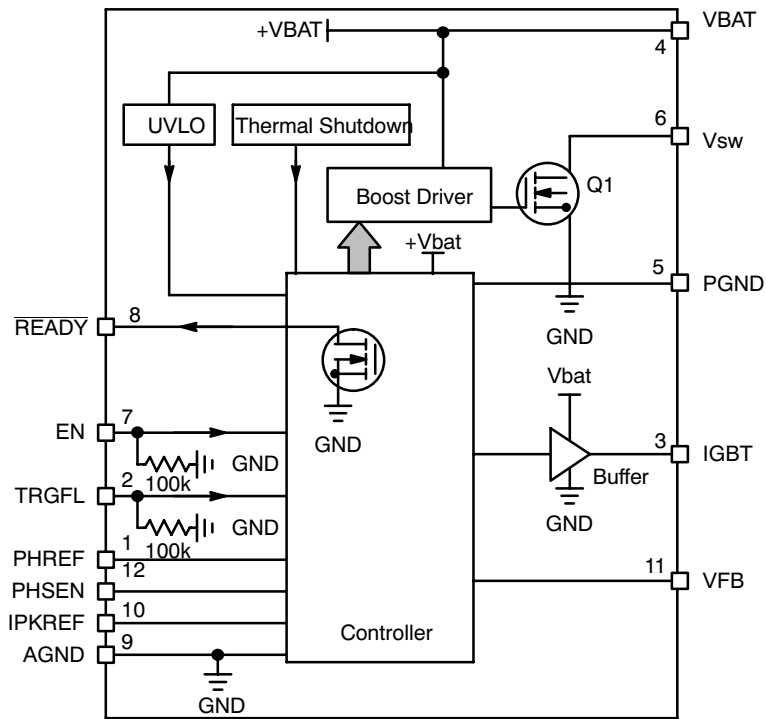 +VBAT
VBAT
4
UVLO
Thermal Shutdown
6
Vsw
Q1
Boost Driver
+Vbat
5
PGND
GND
READY
8
GND
Vbat
EN
7
GND
100k
3
IGBT
Buffer
TRGFL
2
GND
100k
GND
PHREF
1
PHSEN
12
11
VFB
IPKREF
10
Controller
AGND
9
GND